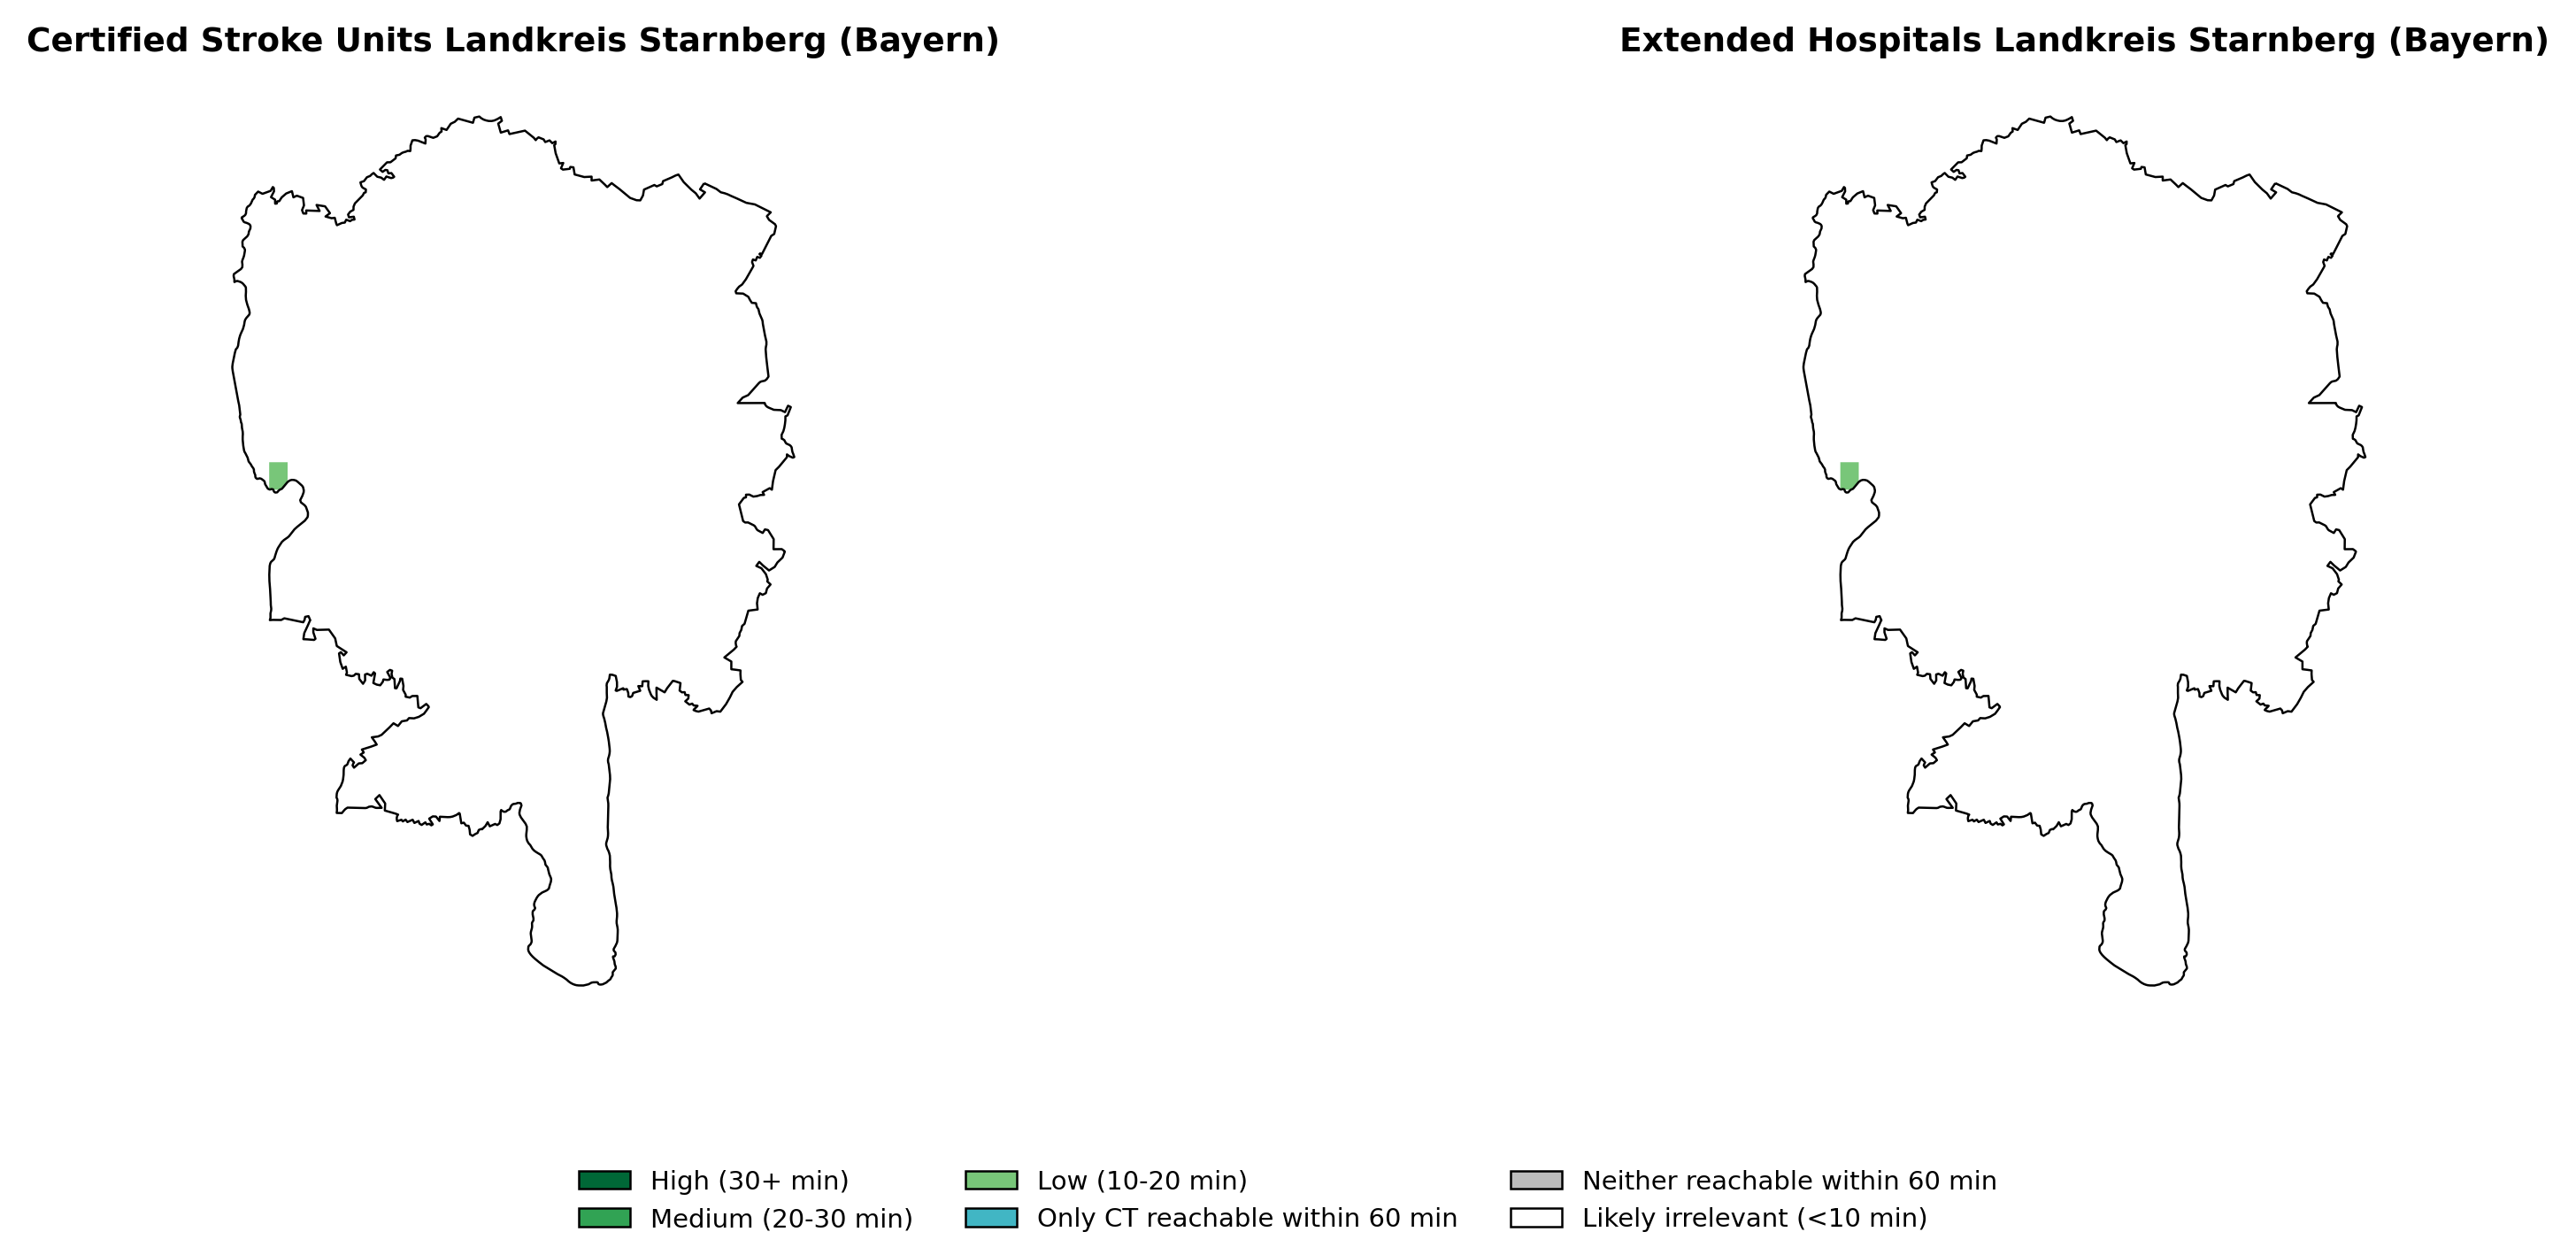 Certified Stroke Units Landkreis Starnberg (Bayern)
Extended Hospitals Landkreis Starnberg (Bayern)
High (30+ min)
Medium (20-30 min)
Low (10-20 min)
Only CT reachable within 60 min
Neither reachable within 60 min
Likely irrelevant (<10 min)